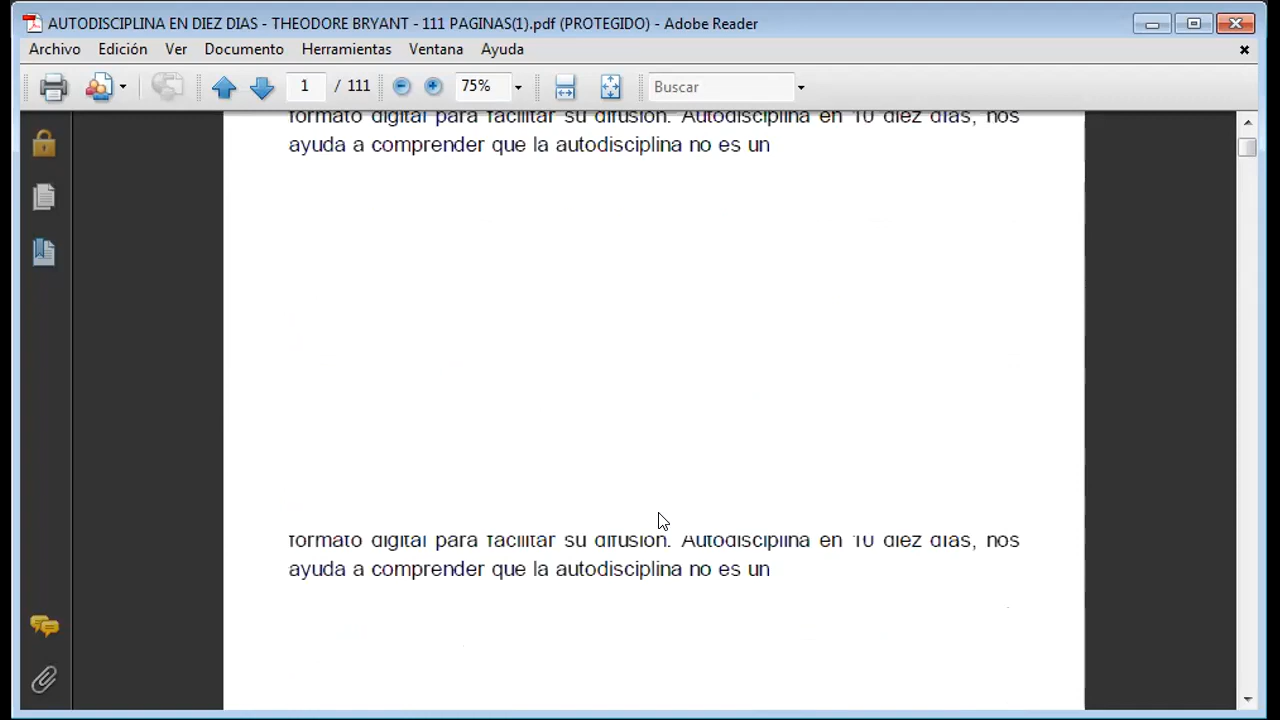 AUTODISCIPLINA EN DIEZ DIAS - THEODORE BRYANT - 111 PAGINAS(1).pdf (PROTEGIDO) - Adobe Reader
Archivo Edición Ver Documento Herramientas Ventana Ayuda
1 / 111 75% Buscar
formato digital para facilitar su difusión. Autodisciplina en 10 diez días, nos
ayuda a comprender que la autodisciplina no es un
formato digital para facilitar su difusión. Autodisciplina en 10 diez días, nos
ayuda a comprender que la autodisciplina no es un